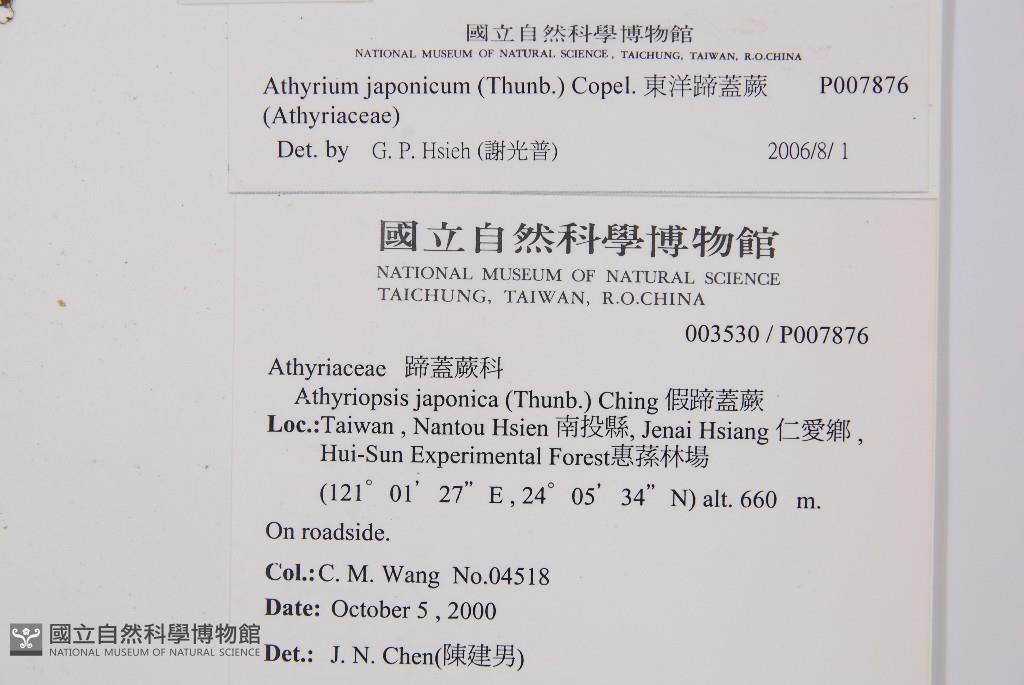 國立自然科學博物館
NATIONAL MUSEUM OF NATURAL SCIENCE , TAICHUNG, TAIWAN, R.O.CHINA
Athyrium japonicum (Thunb.) Copel. 東洋蹄蓋蕨 P007876
(Athyriaceae)
Det. by G. P. Hsieh (謝光普) 2006/8/ 1
國立自然科學博物館
NATIONAL MUSEUM OF NATURAL SCIENCE
TAICHUNG, TAIWAN, R.O.CHINA
003530 / P007876
Athyriaceae 蹄蓋蕨科
Athyriopsis japonica (Thunb.) Ching 假蹄蓋蕨
Loc.:Taiwan , Nantou Hsien 南投縣, Jenai Hsiang 仁愛鄉 ,
Hui-Sun Experimental Forest惠蓀林場
(121° 01' 27" E , 24° 05' 34" N) alt. 660 m.
On roadside.
Col.:C. M. Wang No.04518
Date: October 5 , 2000
Det.: J. N. Chen(陳建男)
國立自然科學博物館
NATIONAL MUSEUM OF NATURAL SCIENCE